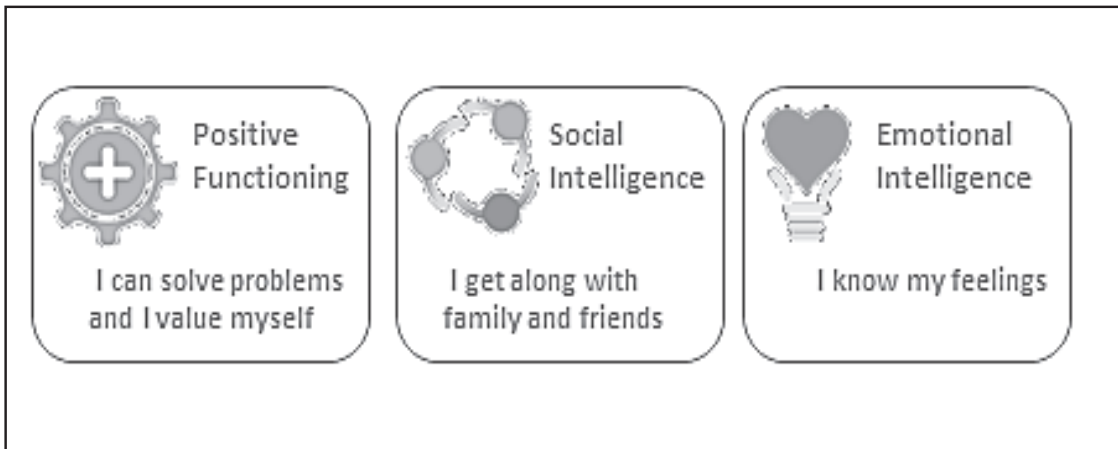 Positive
Functioning
I can solve problems
and I value myself
Social
Intelligence
I get along with
family and friends
Emotional
Intelligence
I know my feelings